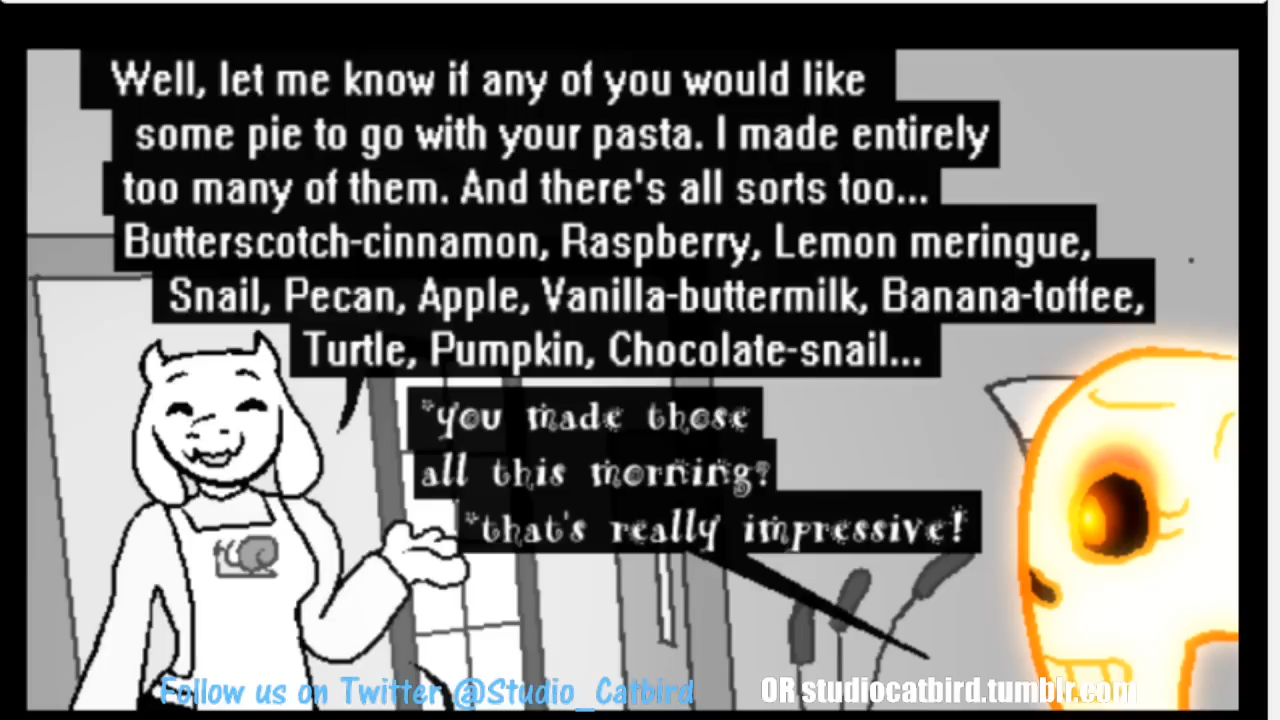 Well, let me know if any of you would like
some pie to go with your pasta. I made entirely
too many of them. And there's all sorts too...
Butterscotch-cinnamon, Raspberry, Lemon meringue,
Snail, Pecan, Apple, Vanilla-buttermilk, Banana-toffee,
Turtle, Pumpkin, Chocolate-snail...
*you made those
all this morning?
*that's really impressive!
Follow us on Twitter @Studio_Catbird OR studiocatbird.tumblr.com